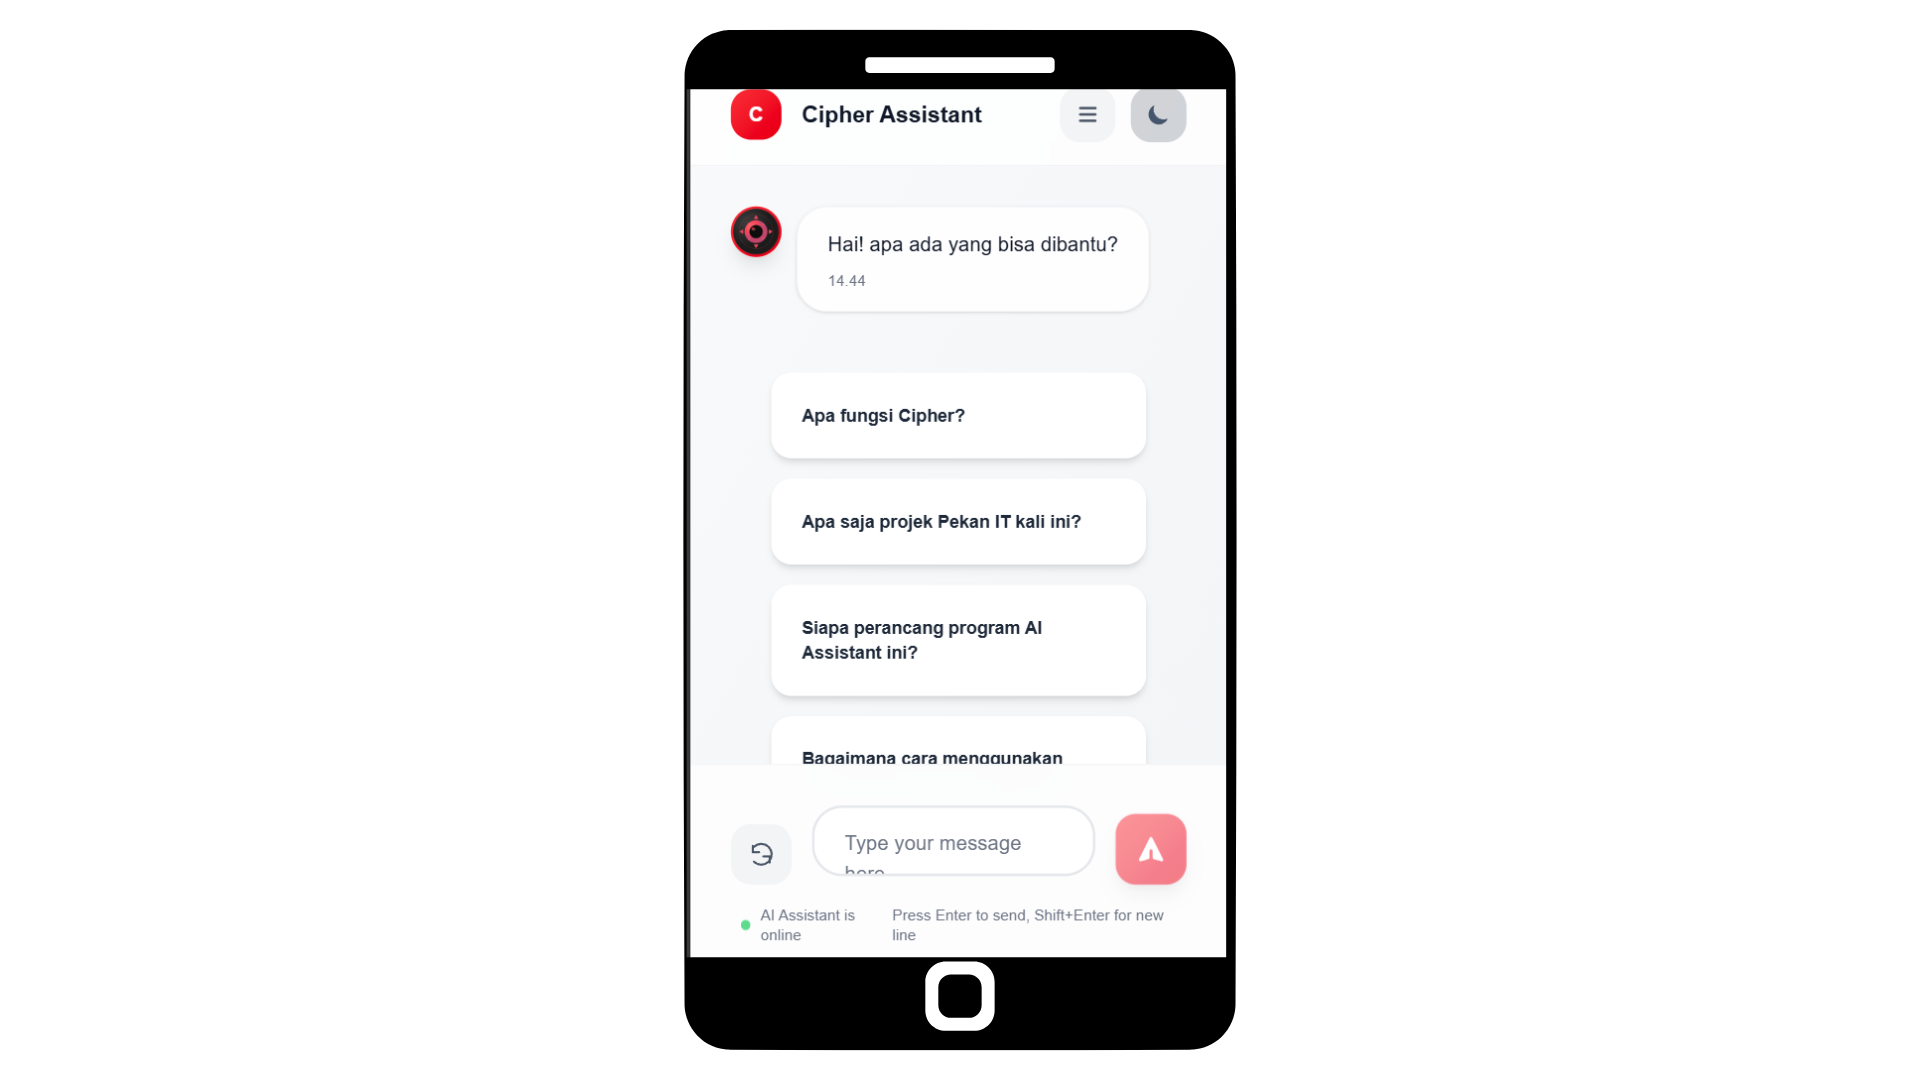 C
Cipher Assistant
Hai! apa ada yang bisa dibantu?
14.44
Apa fungsi Cipher?
Apa saja projek Pekan IT kali ini?
Siapa perancang program AI
Assistant ini?
Bagaimana cara menggunakan
Type your message
here
AI Assistant is
online
Press Enter to send, Shift+Enter for new
line